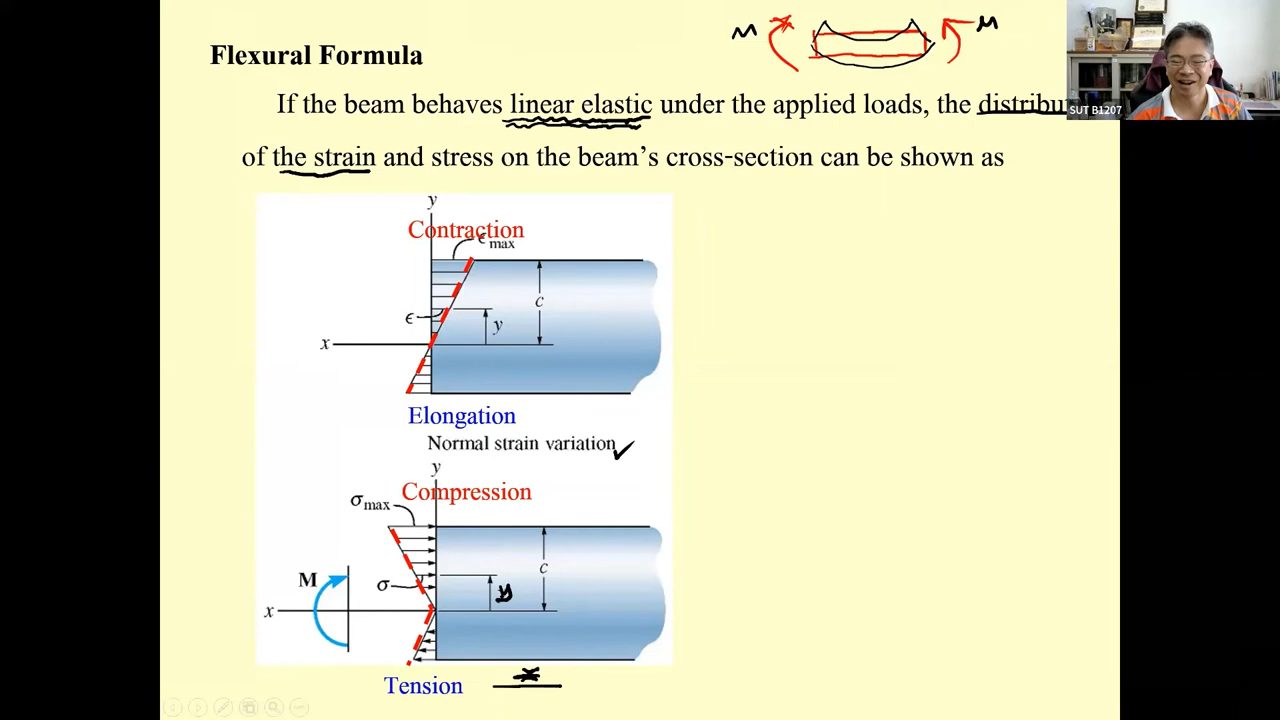 M M
Flexural Formula
If the beam behaves linear elastic under the applied loads, the distribu
SUT B1207
of the strain and stress on the beam’s cross-section can be shown as
y
Contraction
ϵmax
c
ϵ
y
x
Elongation
Normal strain variation
y
Compression
σmax
c
M
σ
y
x
Tension